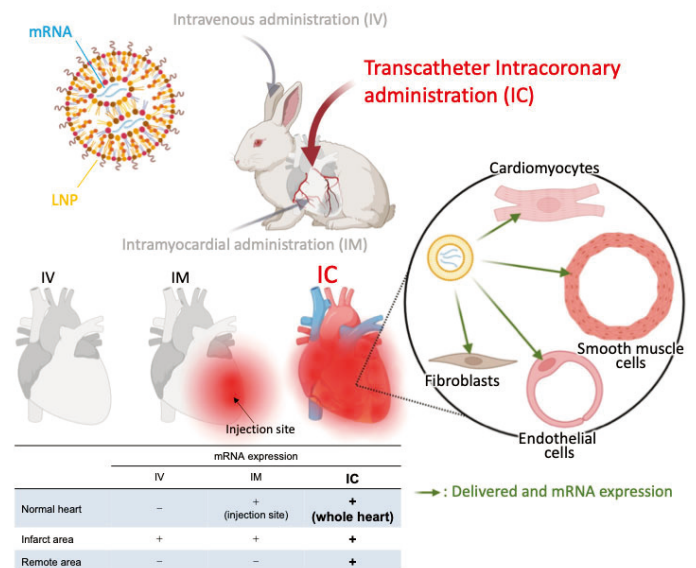 Intravenous administration (IV)
mRNA
Transcatheter Intracoronary
administration (IC)
LNP
Cardiomyocytes
Intramyocardial administration (IM)
IV
IM
IC
Smooth muscle
cells
Fibroblasts
Injection site
Endothelial
cells
mRNA expression
IV
IM
IC
Normal heart
−
+
(injection site)
+
(whole heart)
Infarct area
+
+
+
Remote area
−
−
+
: Delivered and mRNA expression